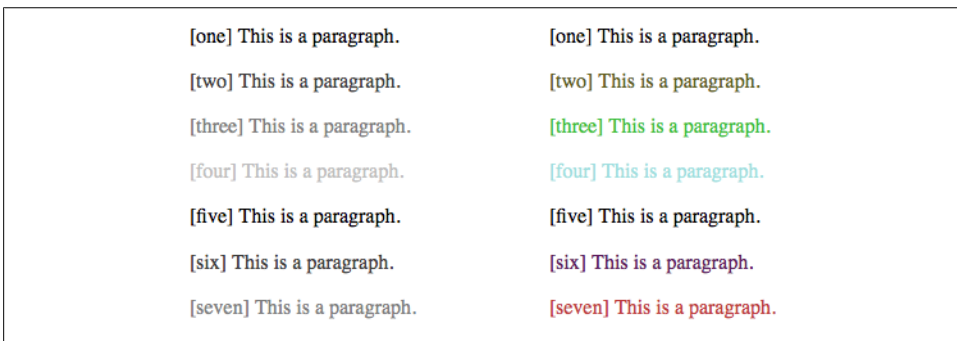 [one] This is a paragraph.
[two] This is a paragraph.
[three] This is a paragraph.
[four] This is a paragraph.
[five] This is a paragraph.
[six] This is a paragraph.
[seven] This is a paragraph.
[one] This is a paragraph.
[two] This is a paragraph.
[three] This is a paragraph.
[four] This is a paragraph.
[five] This is a paragraph.
[six] This is a paragraph.
[seven] This is a paragraph.